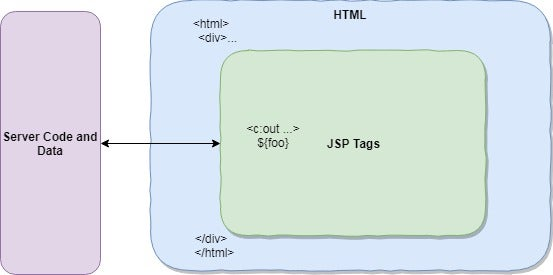 HTML
<html>
<div>...
<c:out ...>
${foo}
JSP Tags
Server Code and
Data
</div>
</html>